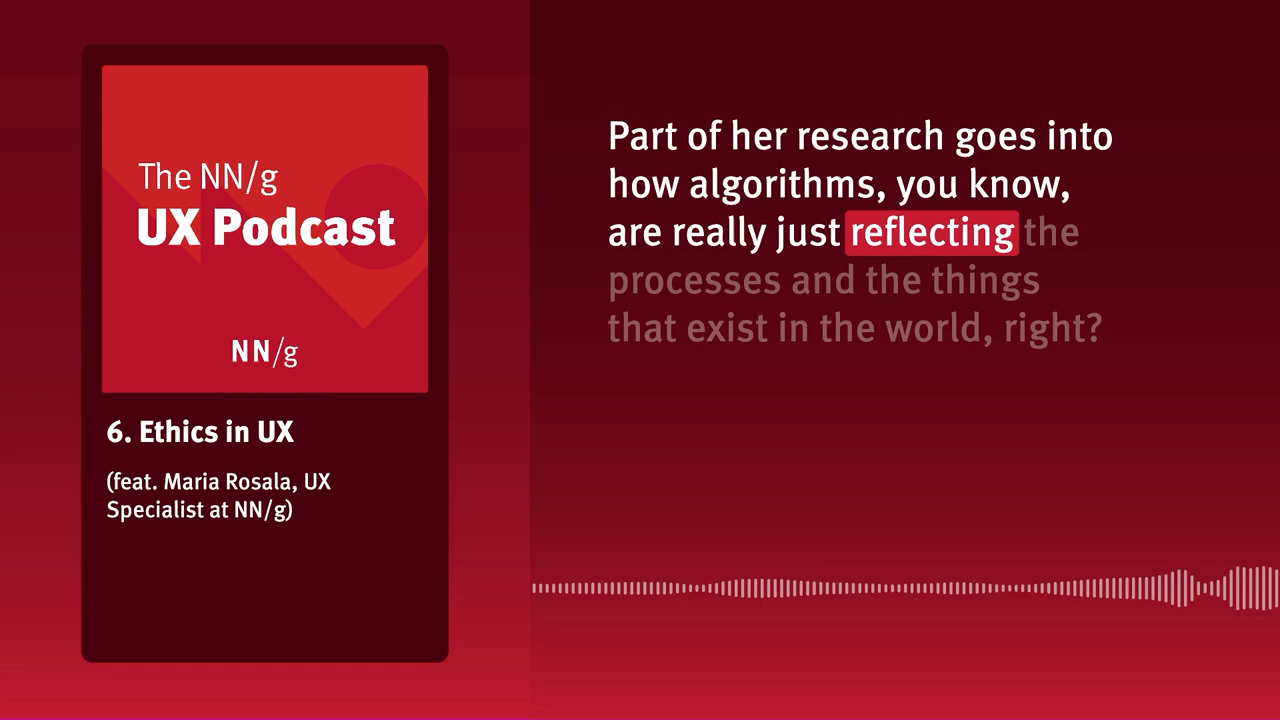 The NN/g
UX Podcast
NN/g
6. Ethics in UX
(feat. Maria Rosala, UX
Specialist at NN/g)
Part of her research goes into
how algorithms, you know,
are really just reflecting the
processes and the things
that exist in the world, right?